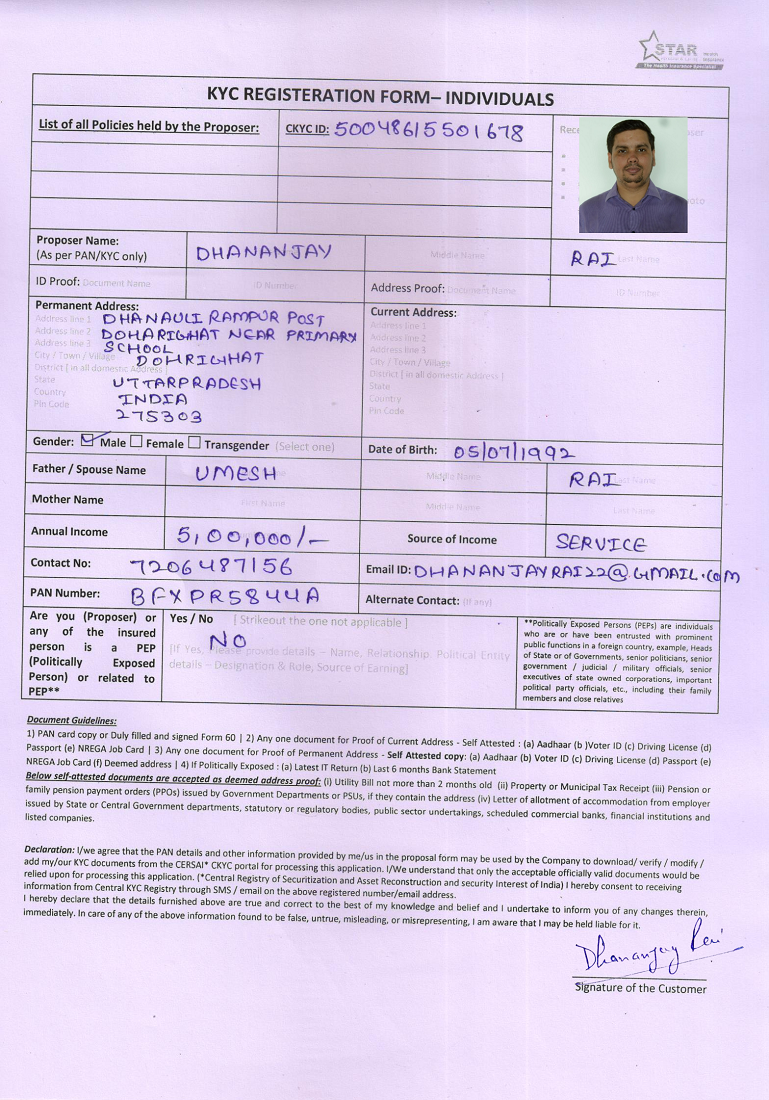 STAR
The Health Insurance Specialist
KYC REGISTERATION FORM– INDIVIDUALS
List of all Policies held by the Proposer:
CKYC ID: 50048615501678
Proposer Name:
(As per PAN/KYC only)
DHANANJAY
Middle Name
RAI
Last Name
ID Proof: Document Name
ID Number
Address Proof: Document Name
ID Number
Permanent Address:
Address line 1 DHANAULI RAMPUR POST
Address line 2 DOHARIGHAT NEAR PRIMARY
Address line 3 SCHOOL
City / Town / Village DOHRIGHAT
District [ in all domestic Address ]
State UTTARPRADESH
Country INDIA
Pin Code 275303
Current Address:
Address line 1
Address line 2
Address line 3
City / Town / Village
District [ in all domestic Address ]
State
Country
Pin Code
Gender: Male Female Transgender (Select one)
Date of Birth: 05/07/1992
Father / Spouse Name
UMESH
Middle Name
RAI
Last Name
Mother Name
First Name
Middle Name
Last Name
Annual Income
5,00,000/-
Source of Income
SERVICE
Contact No:
7206487156
Email ID: DHANANJAYRAI22@GMAIL.COM
PAN Number:
BFXPR5844A
Alternate Contact: (If any)
Are you (Proposer) or
any of the insured
person is a PEP
(Politically Exposed
Person) or related to
PEP**
Yes / No [ Strikeout the one not applicable ]
NO
[If Yes, Please provide details – Name, Relationship, Political Entity
details – Designation & Role, Source of Earning]
**Politically Exposed Persons (PEPs) are individuals
who are or have been entrusted with prominent
public functions in a foreign country, example, Heads
of State or of Governments, senior politicians, senior
government / judicial / military officials, senior
executives of state owned corporations, important
political party officials, etc., including their family
members and close relatives
Document Guidelines:
1) PAN card copy or Duly filled and signed Form 60 | 2) Any one document for Proof of Current Address - Self Attested : (a) Aadhaar (b )Voter ID (c) Driving License (d)
Passport (e) NREGA Job Card | 3) Any one document for Proof of Permanent Address - Self Attested copy: (a) Aadhaar (b) Voter ID (c) Driving License (d) Passport (e)
NREGA Job Card (f) Deemed address | 4) If Politically Exposed : (a) Latest IT Return (b) Last 6 months Bank Statement
Below self-attested documents are accepted as deemed address proof: (i) Utility Bill not more than 2 months old (ii) Property or Municipal Tax Receipt (iii) Pension or
family pension payment orders (PPOs) issued by Government Departments or PSUs, if they contain the address (iv) Letter of allotment of accommodation from employer
issued by State or Central Government departments, statutory or regulatory bodies, public sector undertakings, scheduled commercial banks, financial institutions and
listed companies.
Declaration: I/we agree that the PAN details and other information provided by me/us in the proposal form may be used by the Company to download/ verify / modify /
add my/our KYC documents from the CERSAI* CKYC portal for processing this application. I/We understand that only the acceptable officially valid documents would be
relied upon for processing this application. (*Central Registry of Securitization and Asset Reconstruction and security Interest of India) I hereby consent to receiving
information from Central KYC Registry through SMS / email on the above registered number/email address.
I hereby declare that the details furnished above are true and correct to the best of my knowledge and belief and I undertake to inform you of any changes therein,
immediately. In care of any of the above information found to be false, untrue, misleading, or misrepresenting, I am aware that I may be held liable for it.
Dhananjay Rai
Signature of the Customer